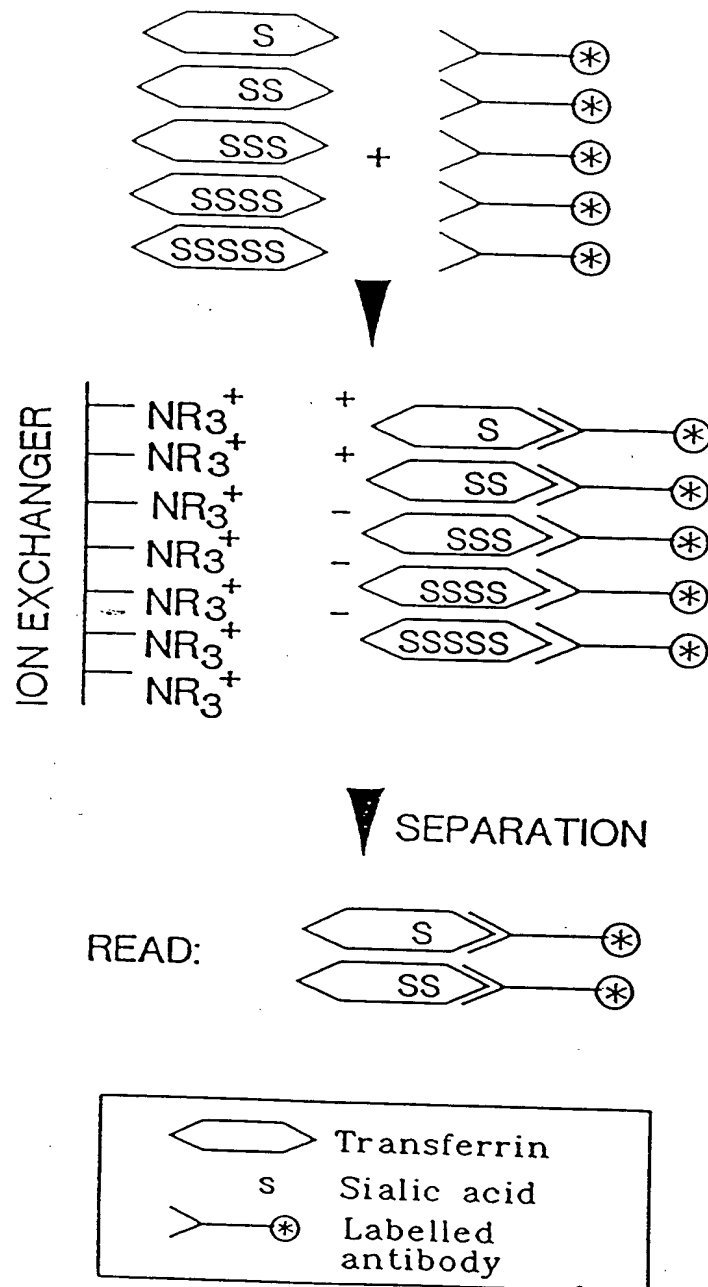 S
SS
SSS
+
SSSS
SSSSS
ION EXCHANGER
NR3+
NR3+
NR3+
NR3+
NR3+
NR3+
NR3+
+
+
-
-
-
S
SS
SSS
SSSS
SSSSS
SEPARATION
READ:
S
SS
Transferrin
S Sialic acid
Labelled
antibody